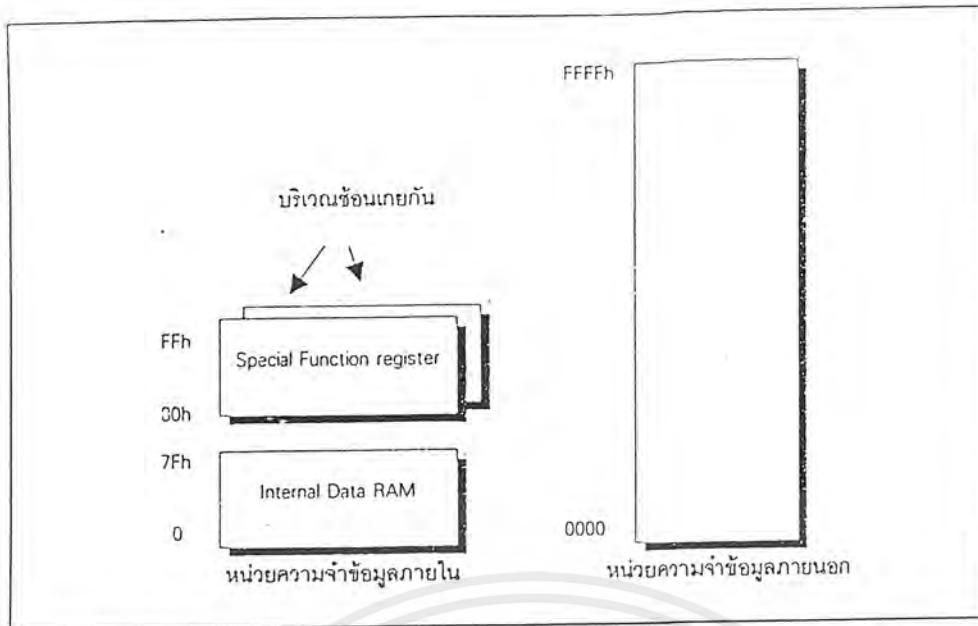 FFFFh
บริเวณซ้อนเกยกัน
FFh
Special Function register
30h
7Fh
Internal Data RAM
0
0000
หน่วยความจำข้อมูลภายใน
หน่วยความจำข้อมูลภายนอก